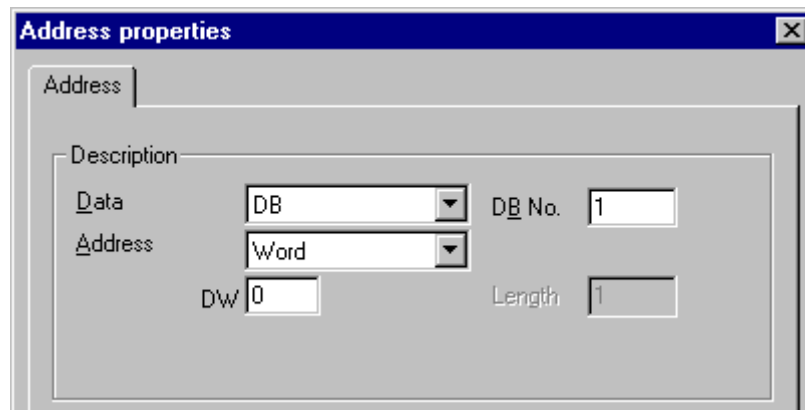 Address properties
Address
Description
Data DB DB No. 1
Address Word
DW 0 Length 1